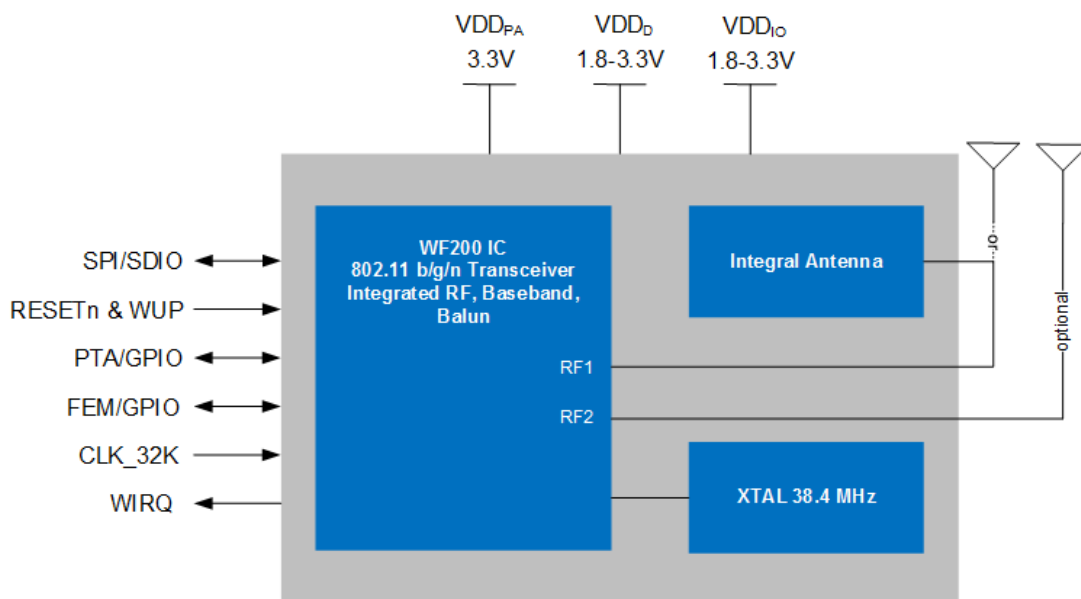 VDDPA
3.3V
VDDD
1.8-3.3V
VDDIO
1.8-3.3V
SPI/SDIO
RESETn & WUP
PTA/GPIO
FEM/GPIO
CLK_32K
WIRQ
WF200 IC
802.11 b/g/n Transceiver
Integrated RF, Baseband,
Balun
RF1
RF2
Integral Antenna
XTAL 38.4 MHz
or
optional